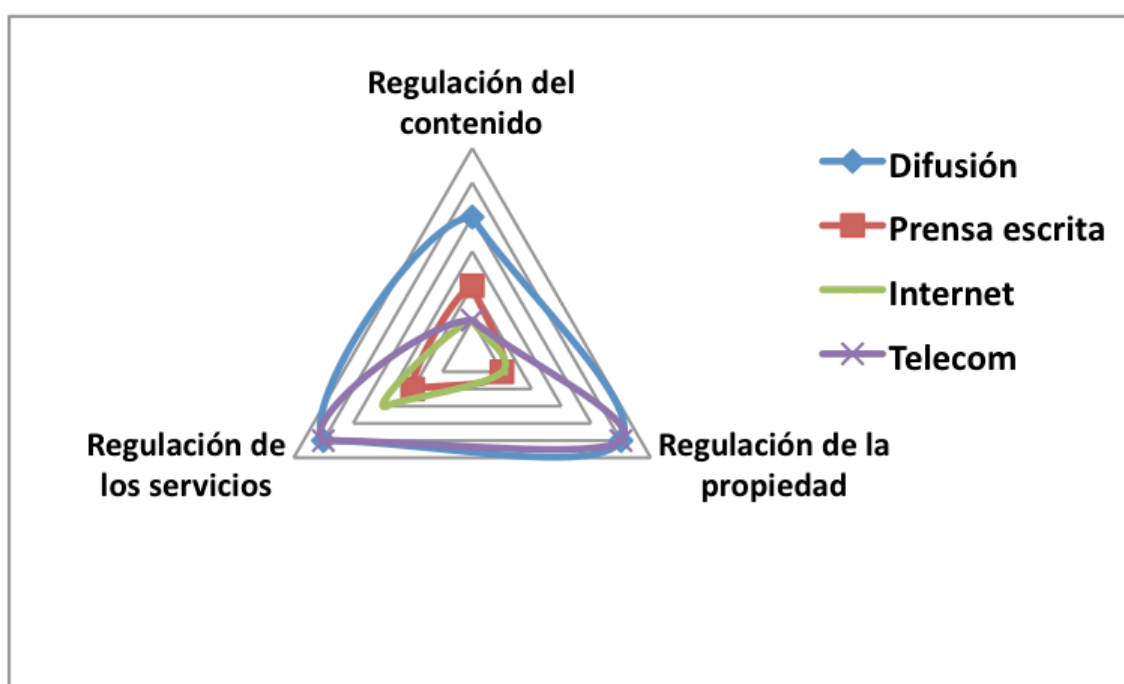 Regulación del
contenido
Difusión
Prensa escrita
Internet
Telecom
Regulación de
los servicios
Regulación de la
propiedad